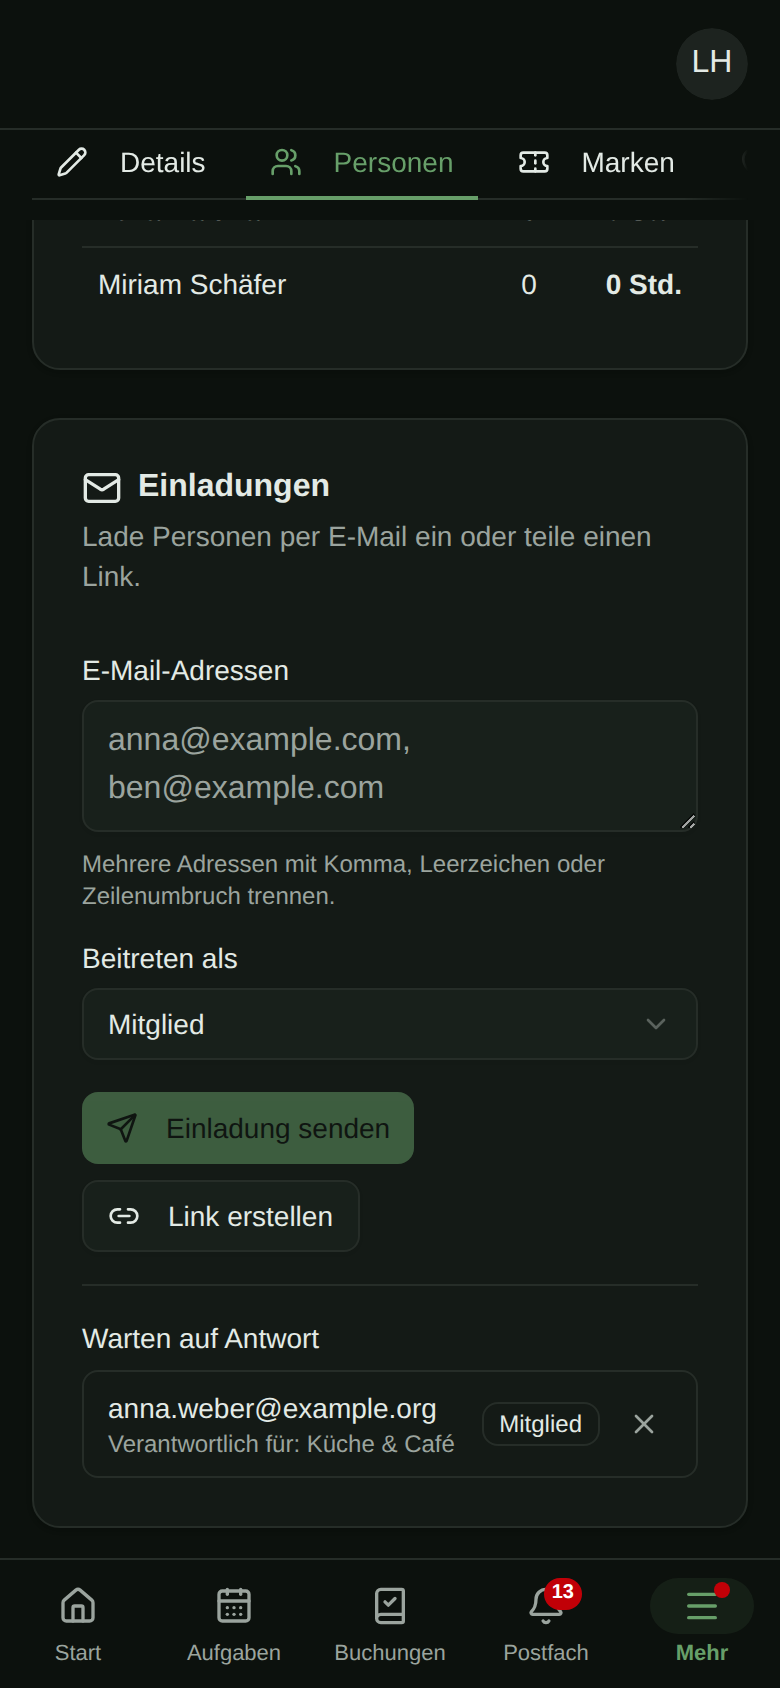 LH
Details
Personen
Marken
Miriam Schäfer 0 0 Std.
Einladungen
Lade Personen per E-Mail ein oder teile einen
Link.
E-Mail-Adressen
anna@example.com,
ben@example.com
Mehrere Adressen mit Komma, Leerzeichen oder
Zeilenumbruch trennen.
Beitreten als
Mitglied
Einladung senden
Link erstellen
Warten auf Antwort
anna.weber@example.org
Verantwortlich für: Küche & Café
Mitglied
13
Start
Aufgaben
Buchungen
Postfach
Mehr